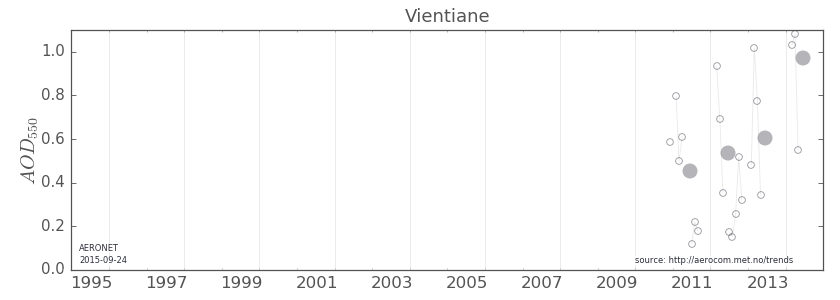 Vientiane
1.0
0.8
0.6
0.4
0.2
0.0
AOD550
AERONET
2015-09-24
source: http://aerocom.met.no/trends
1995 1997 1999 2001 2003 2005 2007 2009 2011 2013